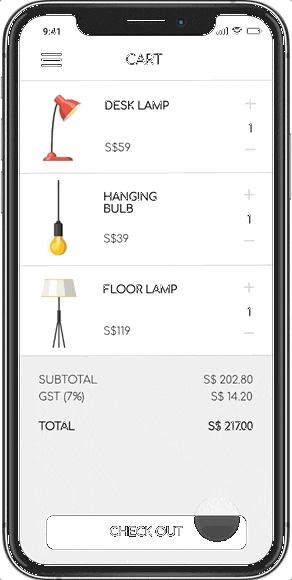 9:41
CART
DESK LAMP
1
S$59
HANGING
BULB
1
S$39
FLOOR LAMP
1
S$119
SUBTOTAL S$ 202.80
GST (7%) S$ 14.20
TOTAL S$ 217.00
CHECK OUT